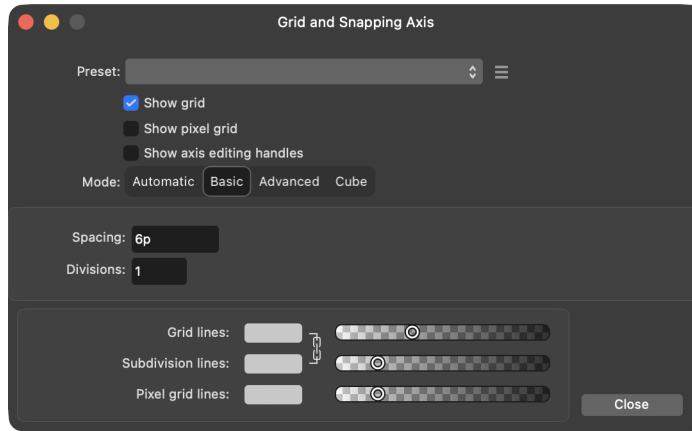 Grid and Snapping Axis
Preset:
Show grid
Show pixel grid
Show axis editing handles
Mode: Automatic Basic Advanced Cube
Spacing: 6p
Divisions: 1
Grid lines:
Subdivision lines:
Pixel grid lines:
Close